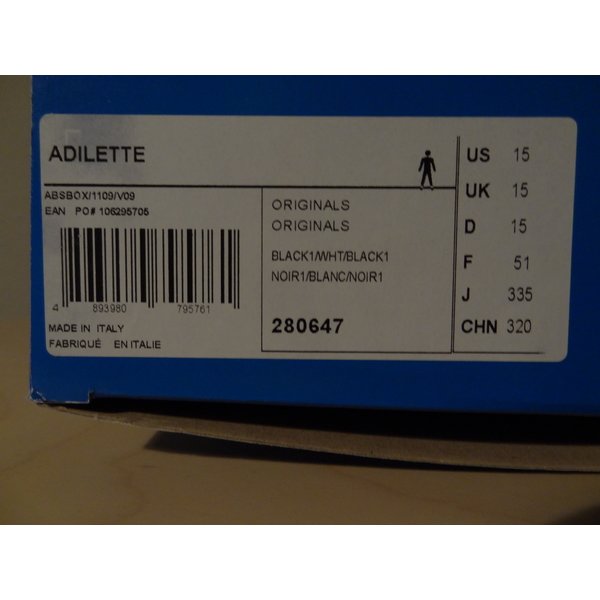 ADILETTE
ABSBOX/1109/V09
EAN PO# 106295705
4 893980 795761
MADE IN ITALY
FABRIQUÉ EN ITALIE
ORIGINALS
ORIGINALS
BLACK1/WHT/BLACK1
NOIR1/BLANC/NOIR1
280647
US 15
UK 15
D 15
F 51
J 335
CHN 320